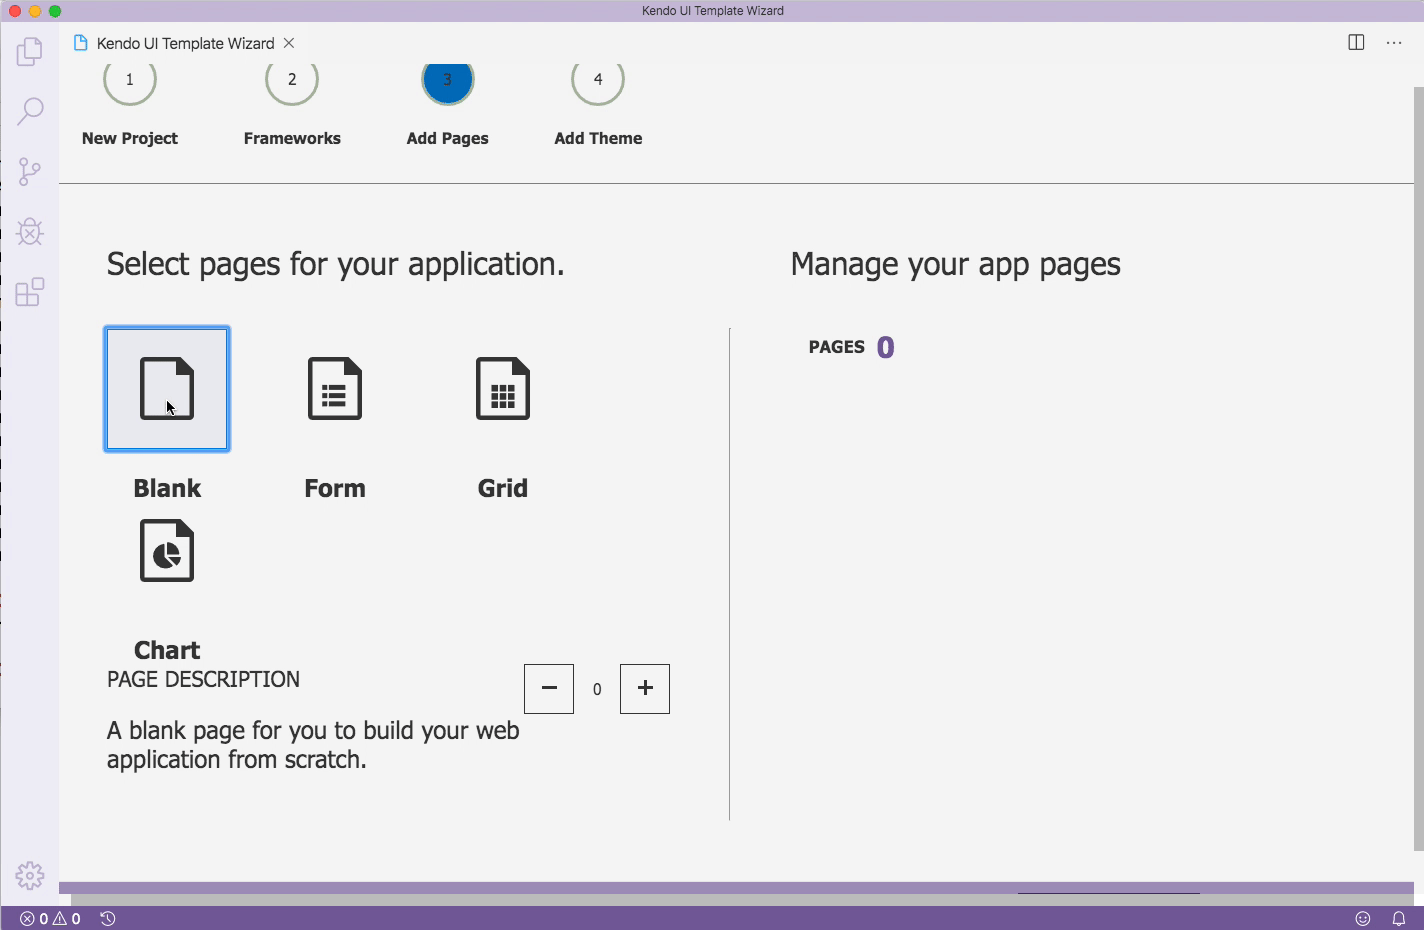 Kendo UI Template Wizard
Kendo UI Template Wizard
1 2 3 4
New Project Frameworks Add Pages Add Theme
Select pages for your application.
Manage your app pages
PAGES 0
Blank Form Grid
Chart
PAGE DESCRIPTION
0
A blank page for you to build your web
application from scratch.
0 0